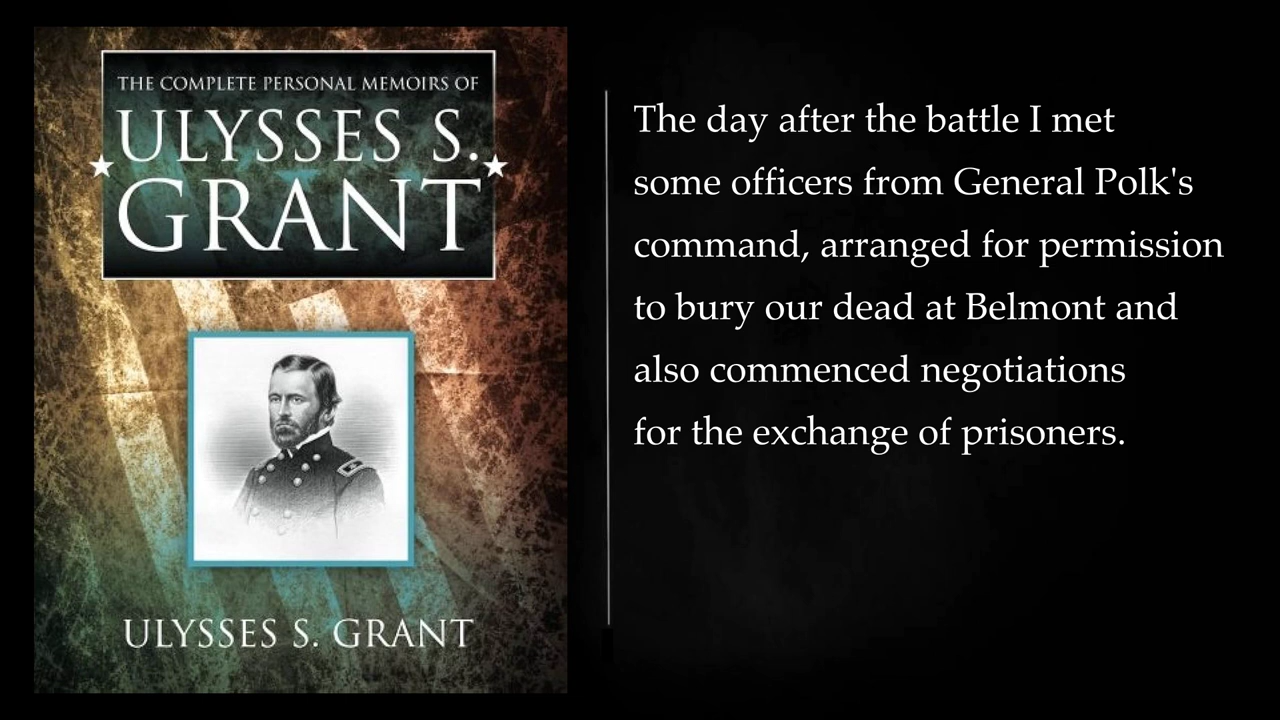 THE COMPLETE PERSONAL MEMOIRS OF
ULYSSES S.
GRANT
ULYSSES S. GRANT
The day after the battle I met
some officers from General Polk's
command, arranged for permission
to bury our dead at Belmont and
also commenced negotiations
for the exchange of prisoners.